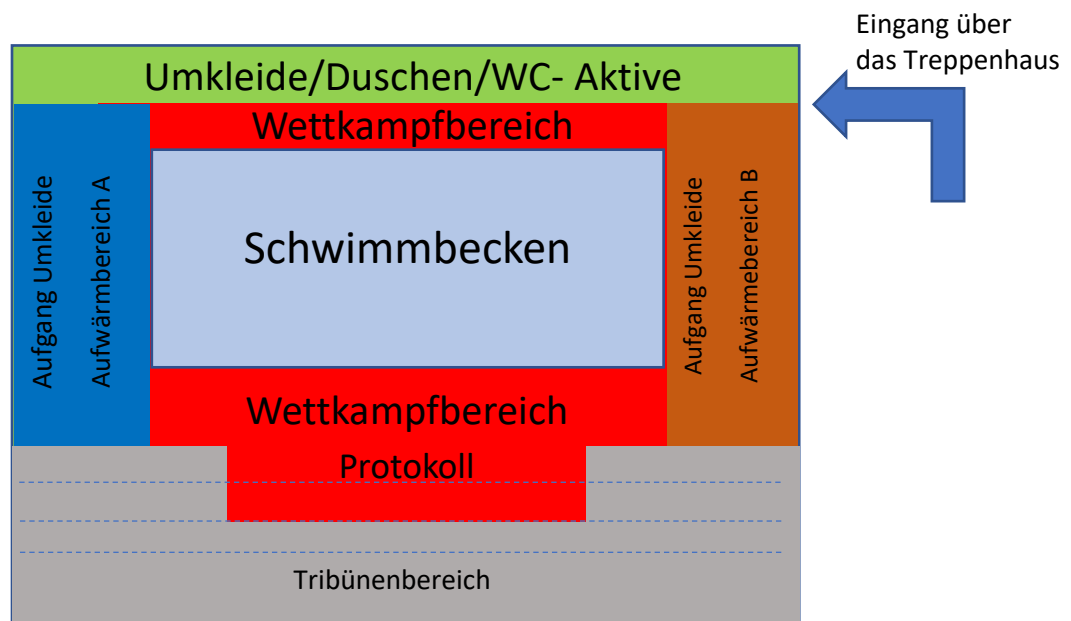 Eingang über
das Treppenhaus
Umkleide/Duschen/WC- Aktive
Wettkampfbereich
Aufgang Umkleide
Aufwärmbereich A
Schwimmbecken
Aufgang Umkleide
Aufwärmebereich B
Wettkampfbereich
Protokoll
Tribünenbereich